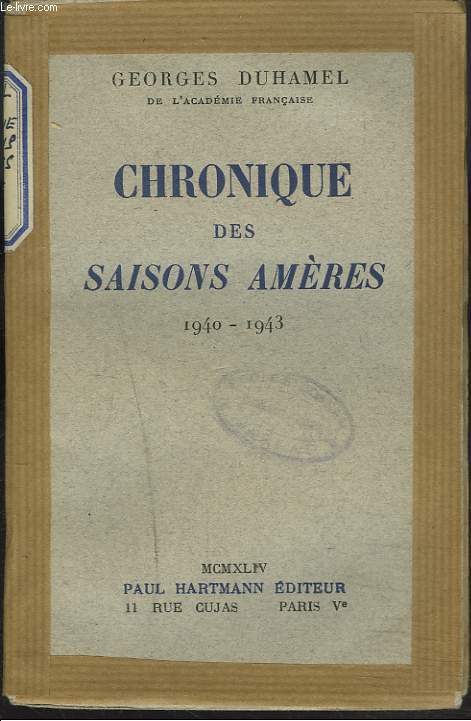 Le-livre.com
GEORGES DUHAMEL
DE L'ACADÉMIE FRANÇAISE
CHRONIQUE
DES
SAISONS AMÈRES
1940 - 1943
MCMXLIV
PAUL HARTMANN ÉDITEUR
11 RUE CUJAS PARIS Vᵉ